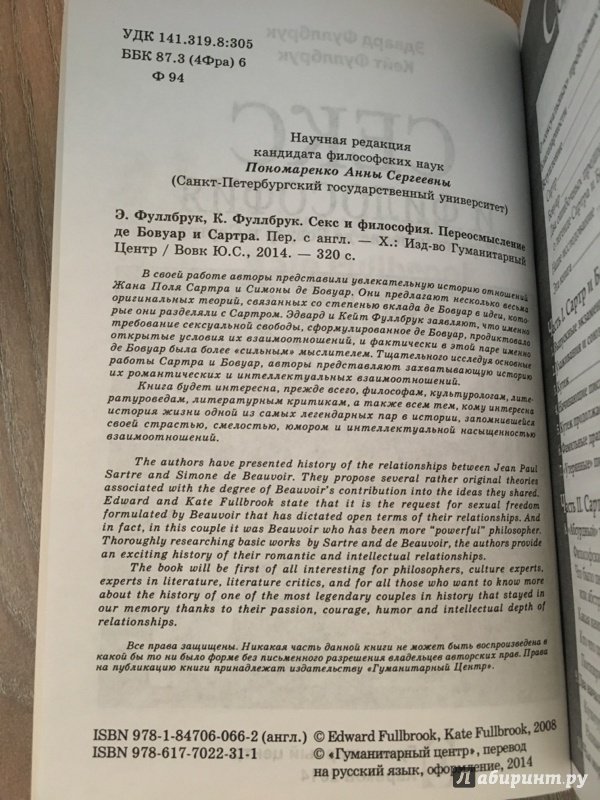 УДК 141.319.8:305
ББК 87.3 (4Фра) 6
Ф 94
Научная редакция
кандидата философских наук
Пономаренко Анны Сергеевны
(Санкт-Петербургский государственный университет)
Э. Фуллбрук, К. Фуллбрук. Секс и философия. Переосмысление
де Бовуар и Сартра. Пер. с англ. — Х.: Изд-во Гуманитарный
Центр / Вовк Ю.С., 2014. — 320 с.
В своей работе авторы представили увлекательную историю отношений
Жана Поля Сартра и Симоны де Бовуар. Они предлагают несколько весьма
оригинальных теорий, связанных со степенью вклада де Бовуар в идеи, кото-
рые они разделяли с Сартром. Эдвард и Кейт Фуллбрук заявляют, что именно
требование сексуальной свободы, сформулированное де Бовуар, продиктовало
открытые условия их взаимоотношений, и фактически в этой паре именно
де Бовуар была более «сильным» мыслителем. Тщательного исследуя основные
работы Сартра и Бовуар, авторы представляют захватывающую историю
их романтических и интеллектуальных взаимоотношений.
Книга будет интересна, прежде всего, философам, культурологам, лите-
ратуроведам, литературным критикам, а также всем тем, кому интересна
история жизни одной из самых легендарных пар в истории, запомнившейся
своей страстью, смелостью, юмором и интеллектуальной насыщенностью
взаимоотношений.
The authors have presented history of the relationships between Jean Paul
Sartre and Simone de Beauvoir. They propose several rather original theories
associated with the degree of Beauvoir's contribution into the ideas they shared.
Edward and Kate Fullbrook state that it is the request for sexual freedom
formulated by Beauvoir that has dictated open terms of their relationships. And
in fact, in this couple it was Beauvoir who has been more "powerful" philosopher.
Thoroughly researching basic works by Sartre and de Beauvoir, the authors provide
an exciting history of their romantic and intellectual relationships.
The book will be first of all interesting for philosophers, culture experts,
experts in literature, literature critics, and for all those who want to know more
about the history of one of the most legendary couples in history that stayed in
our memory thanks to their passion, courage, humor and intellectual depth of
relationships.
Все права защищены. Никакая часть данной книги не может быть воспроизведена в
какой бы то ни было форме без письменного разрешения владельцев авторских прав. Права
на публикацию книги принадлежат издательству «Гуманитарный Центр».
ISBN 978-1-84706-066-2 (англ.) © Edward Fullbrook, Kate Fullbrook, 2008
ISBN 978-617-7022-31-1 © «Гуманитарный центр», перевод
на русский язык, оформление, 2014
Лабиринт.ру